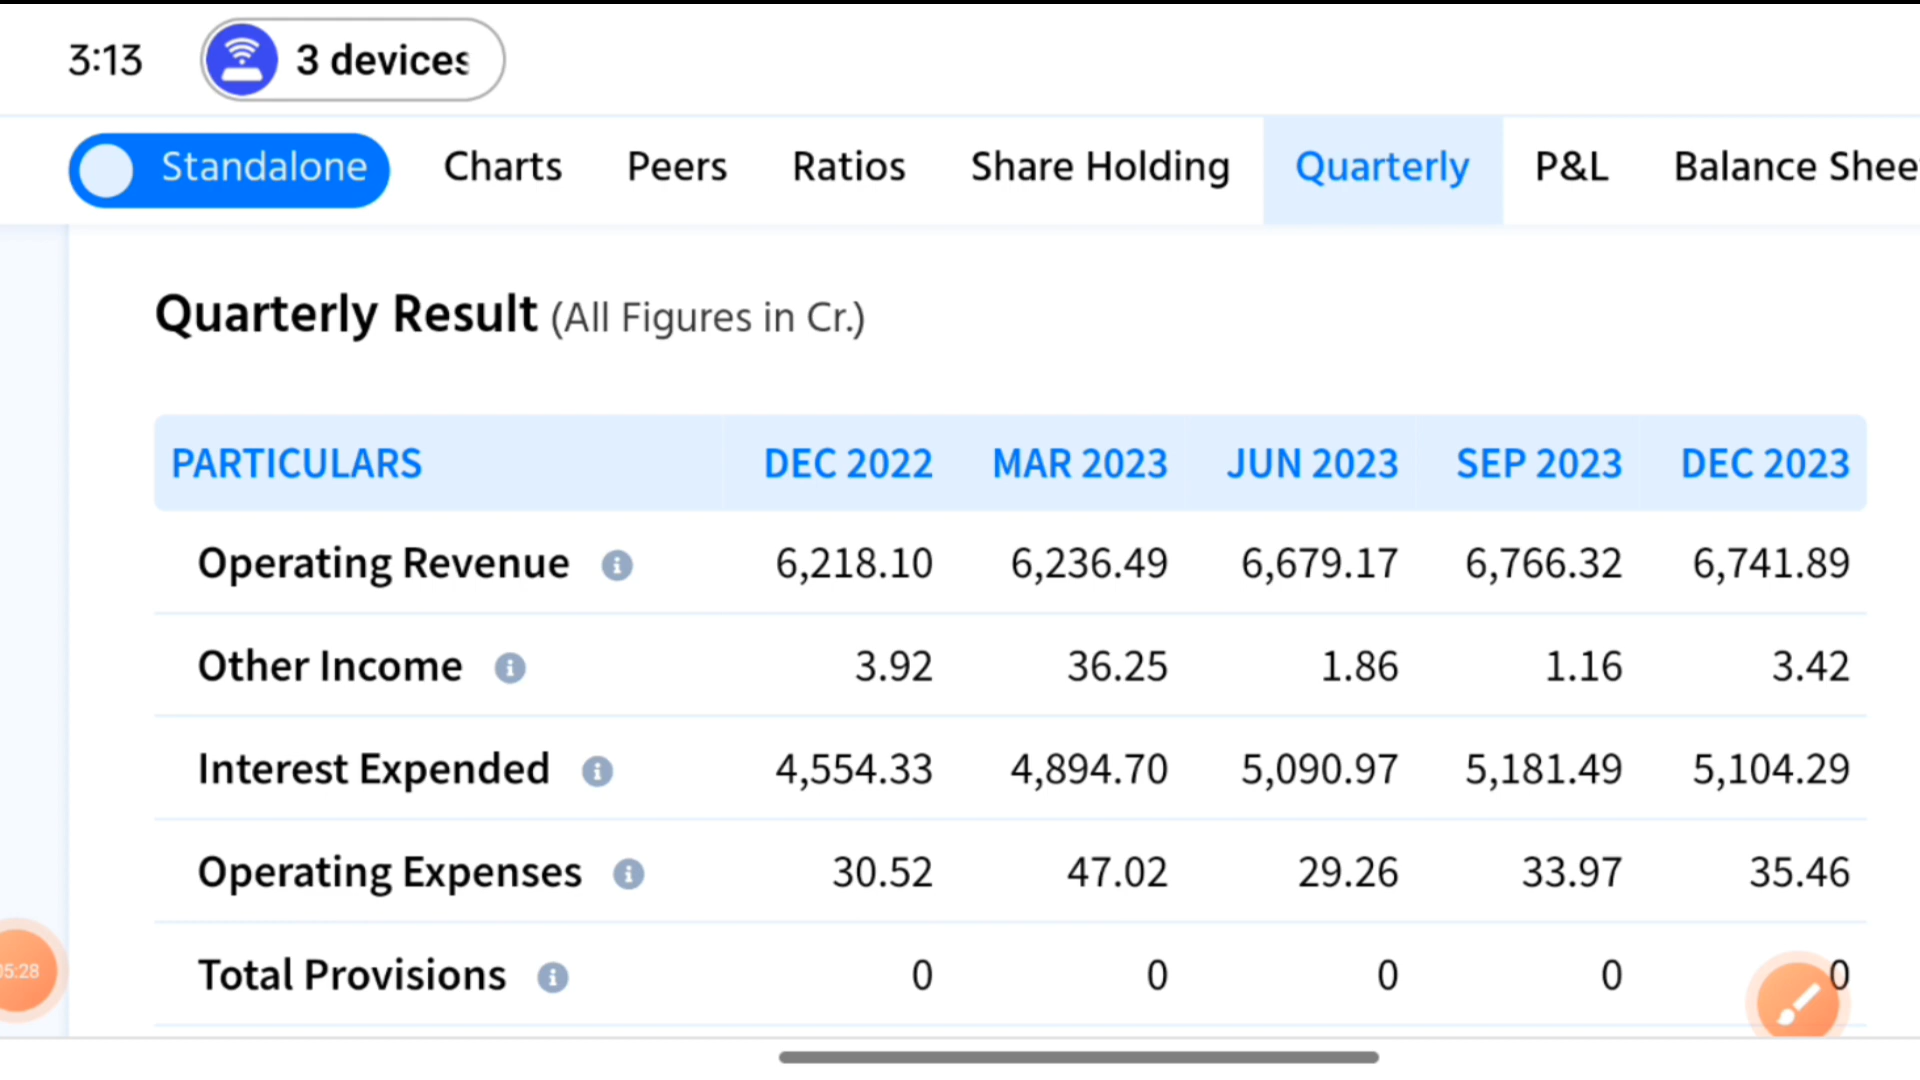 3:13 3 devices
Standalone Charts Peers Ratios Share Holding Quarterly P&L Balance Shee
Quarterly Result (All Figures in Cr.)
PARTICULARS DEC 2022 MAR 2023 JUN 2023 SEP 2023 DEC 2023
Operating Revenue 6,218.10 6,236.49 6,679.17 6,766.32 6,741.89
Other Income 3.92 36.25 1.86 1.16 3.42
Interest Expended 4,554.33 4,894.70 5,090.97 5,181.49 5,104.29
Operating Expenses 30.52 47.02 29.26 33.97 35.46
Total Provisions 0 0 0 0 0
05:28